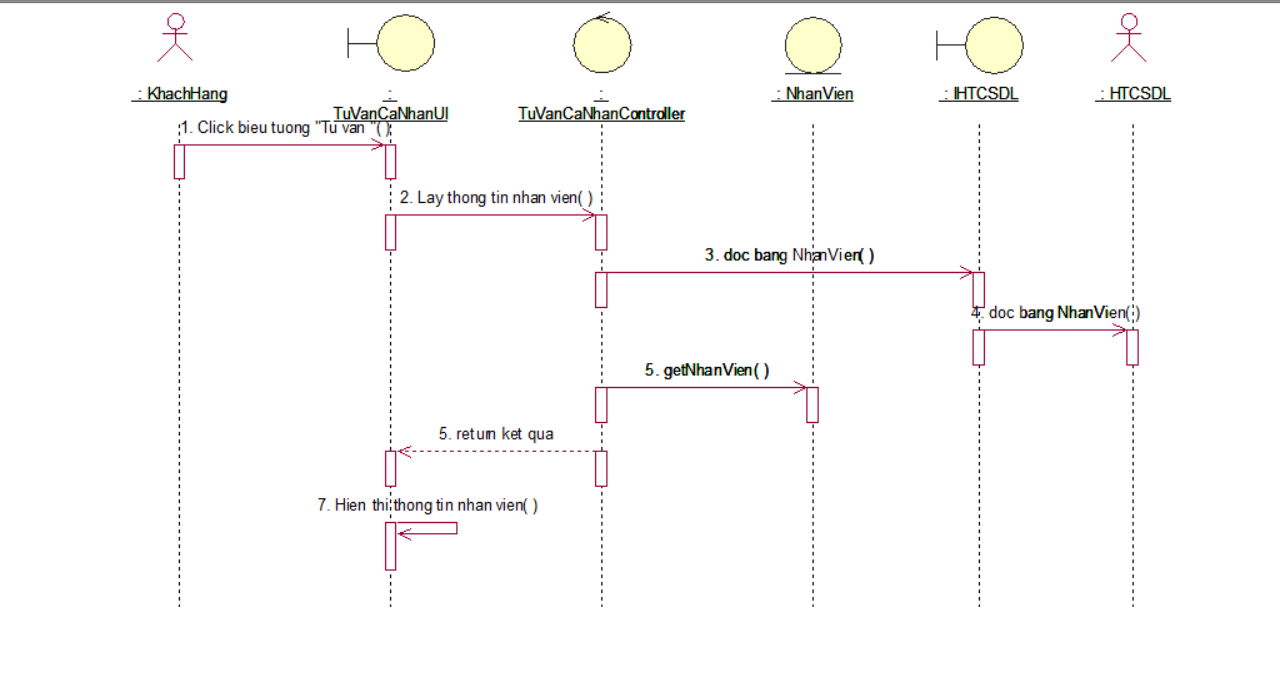 : KhachHang
:
TuVanCaNhanUI
:
TuVanCaNhanController
: NhanVien
: IHTCSDL
: HTCSDL
1. Click bieu tuong "Tu van "( )
2. Lay thong tin nhan vien( )
3. doc bang NhanVien( )
4. doc bang NhanVien( )
5. getNhanVien( )
5. return ket qua
7. Hien thi thong tin nhan vien( )